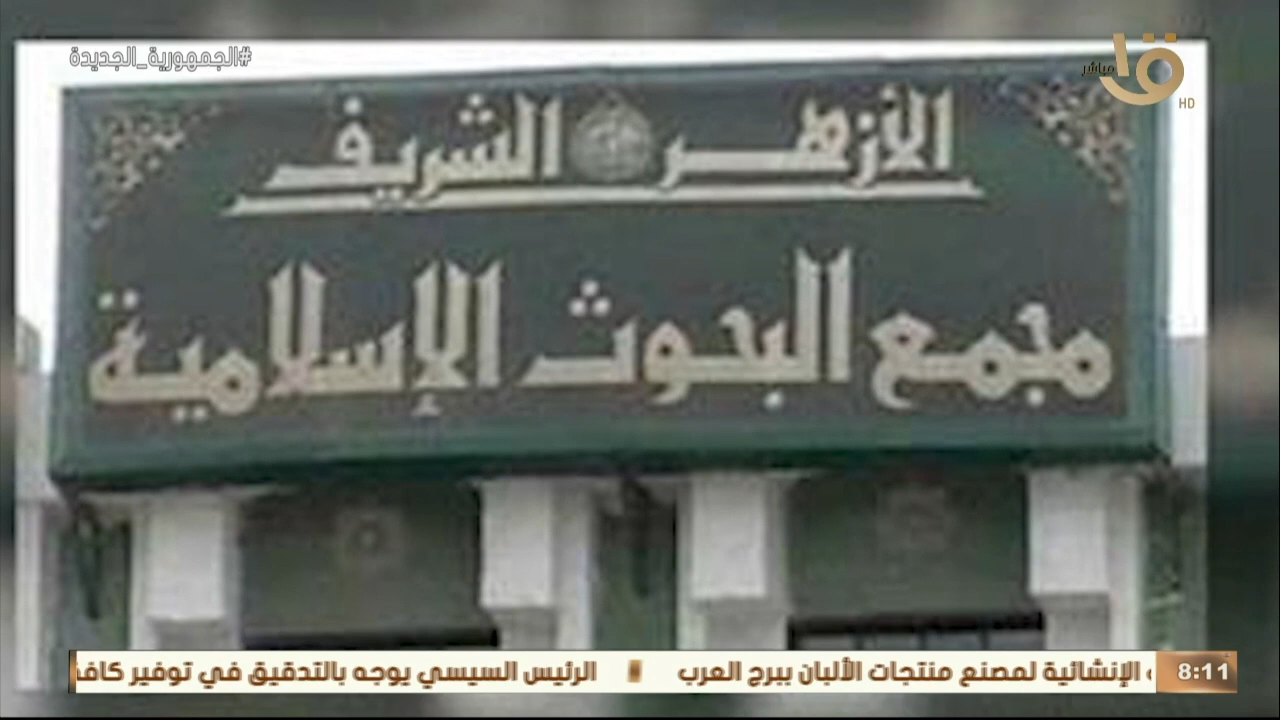 #الجمهورية_الجديدة
مباشر
HD
الأزهر الشريف
مجمع البحوث الإسلامية
الإنشائية لمصنع منتجات الألبان ببرج العرب
الرئيس السيسي يوجه بالتدقيق في توفير
8:11